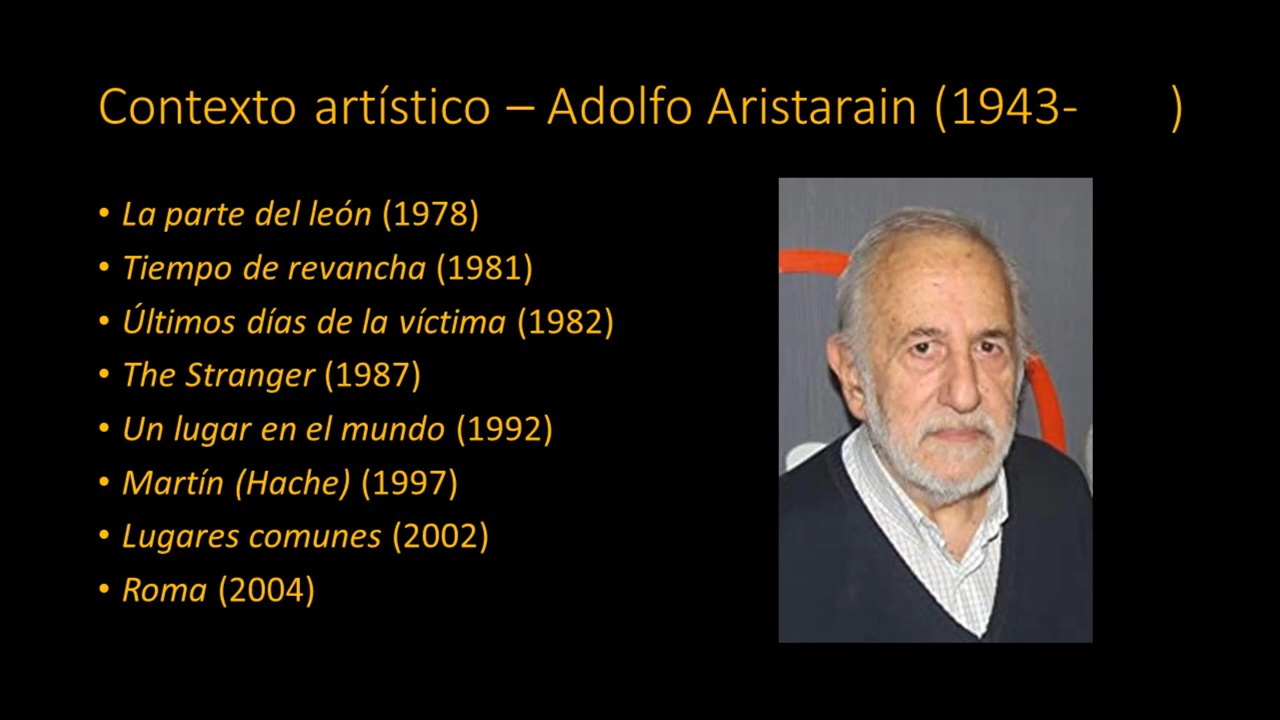 Contexto artístico – Adolfo Aristarain (1943-      )
• La parte del león (1978)
• Tiempo de revancha (1981)
• Últimos días de la víctima (1982)
• The Stranger (1987)
• Un lugar en el mundo (1992)
• Martín (Hache) (1997)
• Lugares comunes (2002)
• Roma (2004)